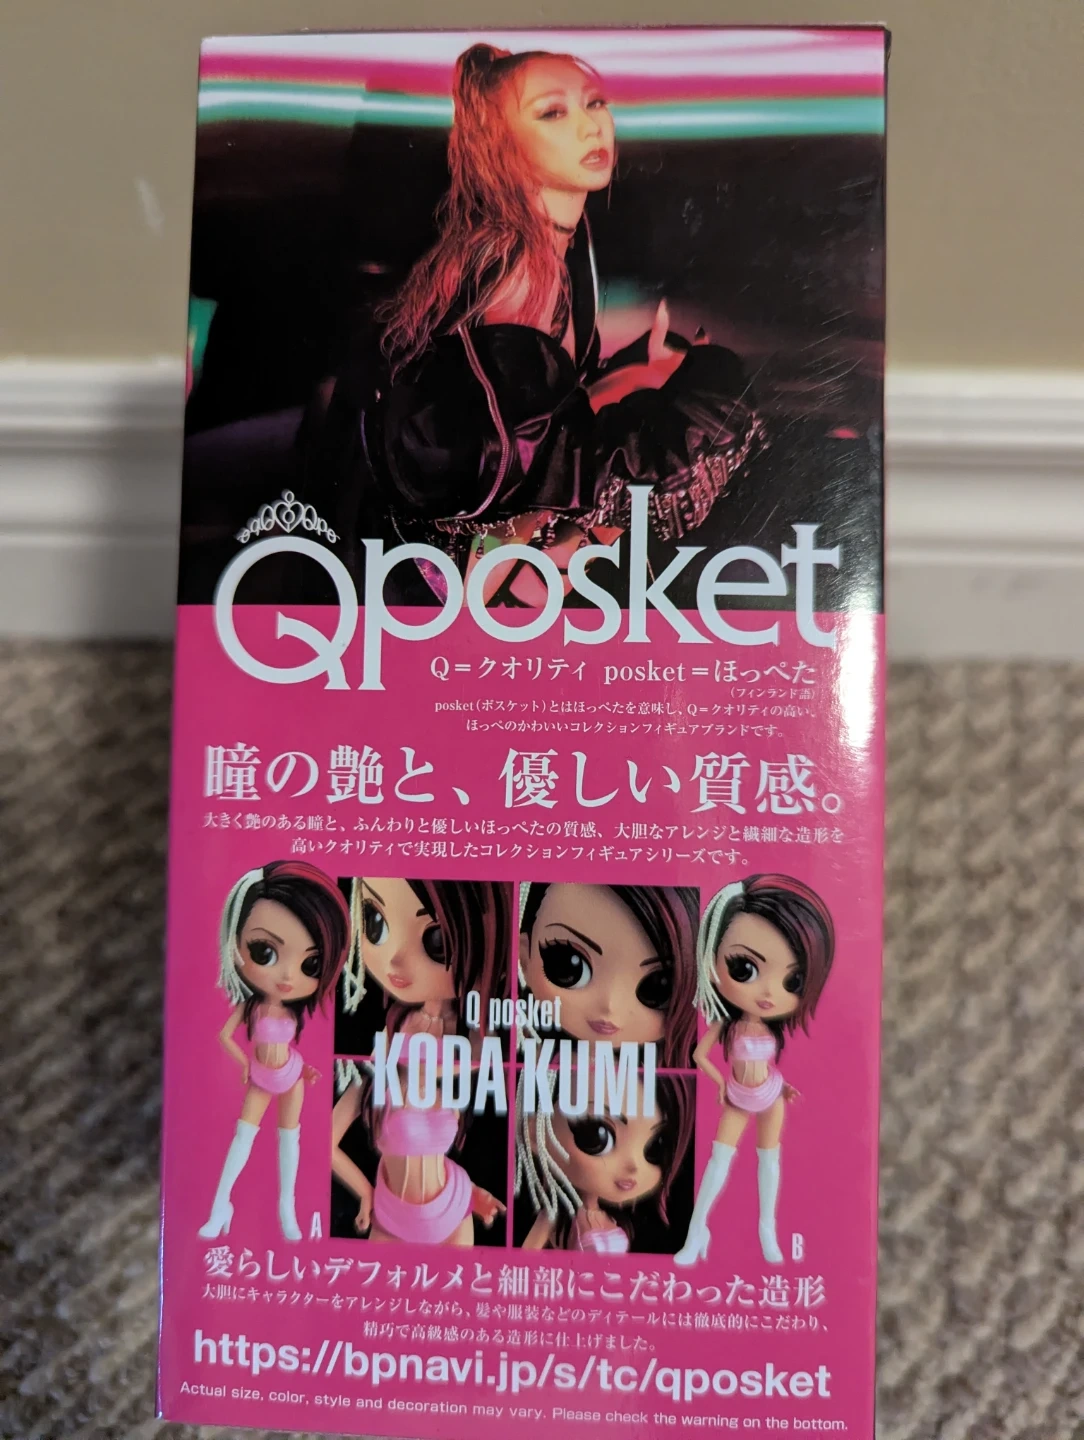 Qposket
Q=クオリティ posket=ほっぺた
(フィンランド語)
posket(ポスケット)とはほっぺたを意味し、Q=クオリティの高い、
ほっぺのかわいいコレクションフィギュアブランドです。
瞳の艶と、優しい質感。
大きく艶のある瞳と、ふんわりと優しいほっぺたの質感、大胆なアレンジと繊細な造形を
高いクオリティで実現したコレクションフィギュアシリーズです。
Q posket
KODA KUMI
A
B
愛らしいデフォルメと細部にこだわった造形
大胆にキャラクターをアレンジしながら、髪や服装などのディテールには徹底的にこだわり、
精巧で高級感のある造形に仕上げました。
https://bpnavi.jp/s/tc/qposket
Actual size, color, style and decoration may vary. Please check the warning on the bottom.